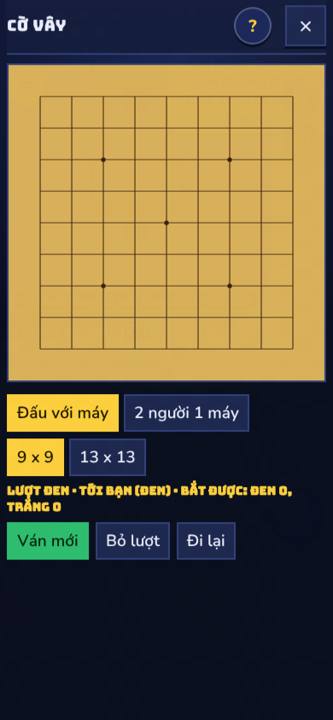 CỜ VÂY
?
×
Đấu với máy
2 người 1 máy
9 x 9
13 x 13
LƯỢT ĐEN • TỚI BẠN (ĐEN) • BẮT ĐƯỢC: ĐEN 0,
TRẮNG 0
Ván mới
Bỏ lượt
Đi lại